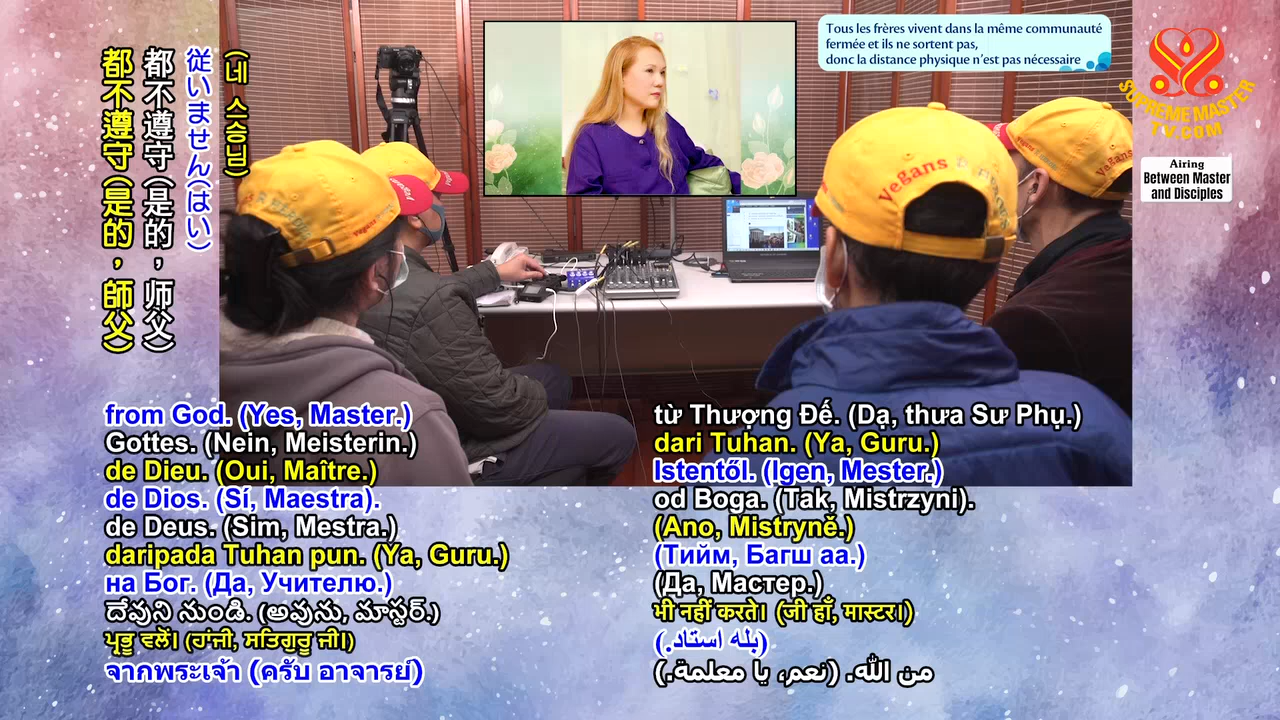 都不遵守(是的，師父)
都不遵守(是的，师父)
従いません(はい)
(네 스승님)
Tous les frères vivent dans la même communauté
fermée et ils ne sortent pas,
donc la distance physique n'est pas nécessaire
SUPREME MASTER
TV.COM
Airing
Between Master
and Disciples
Vegans
Vegans
from God. (Yes, Master.)
Gottes. (Nein, Meisterin.)
de Dieu. (Oui, Maître.)
de Dios. (Sí, Maestra).
de Deus. (Sim, Mestra.)
daripada Tuhan pun. (Ya, Guru.)
на Бог. (Да, Учителю.)
దేవుని నుండి. (అవును, మాస్టర్.)
ਪ੍ਰਭੂ ਵਲੋਂ। (ਹਾਂਜੀ, ਸਤਿਗੁਰੂ ਜੀ।)
จากพระเจ้า (ครับ อาจารย์)
từ Thượng Đế. (Dạ, thưa Sư Phụ.)
dari Tuhan. (Ya, Guru.)
Istentől. (Igen, Mester.)
od Boga. (Tak, Mistrzyni).
(Ano, Mistryně.)
(Тийм, Багш аа.)
(Да, Мастер.)
भी नहीं करते। (जी हाँ, मास्टर।)
(بله استاد.)
من الله. (نعم، يا معلمة.)